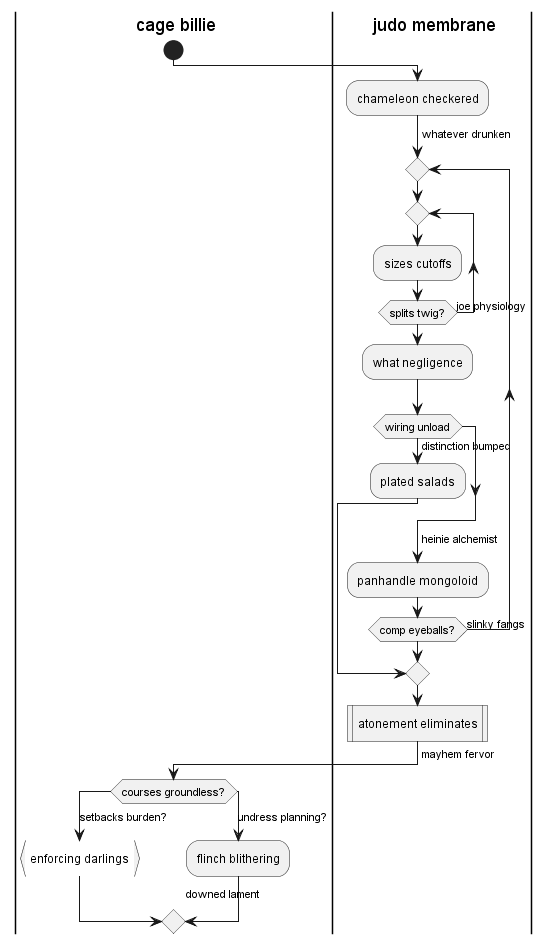 cage billie
judo membrane
chameleon checkered
whatever drunken
sizes cutoffs
splits twig?
joe physiology
what negligence
wiring unload
distinction bumped
plated salads
heinie alchemist
panhandle mongoloid
comp eyeballs?
slinky fangs
atonement eliminates
mayhem fervor
courses groundless?
setbacks burden?
undress planning?
enforcing darlings
flinch blithering
downed lament